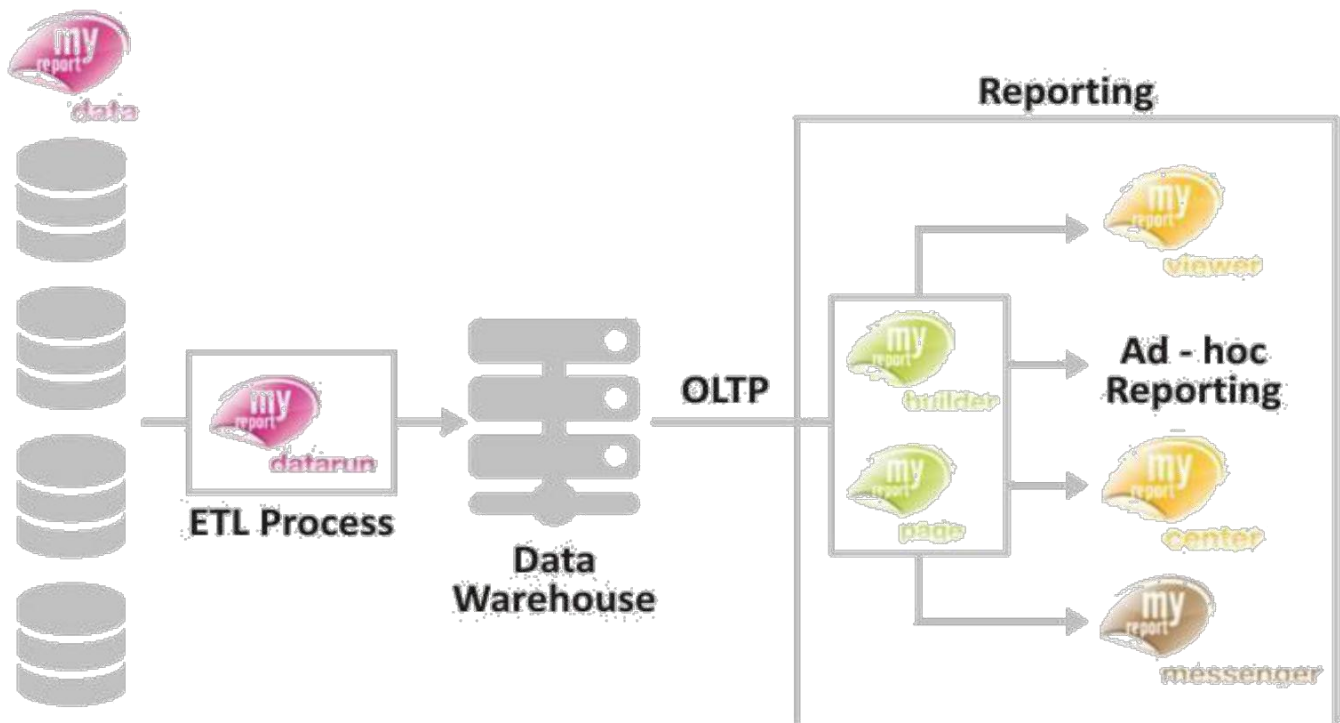 my
report
data
my
report
datarun
ETL Process
Data
Warehouse
OLTP
Reporting
my
report
viewer
my
report
builder
Ad - hoc
Reporting
my
report
page
my
report
center
my
report
messenger